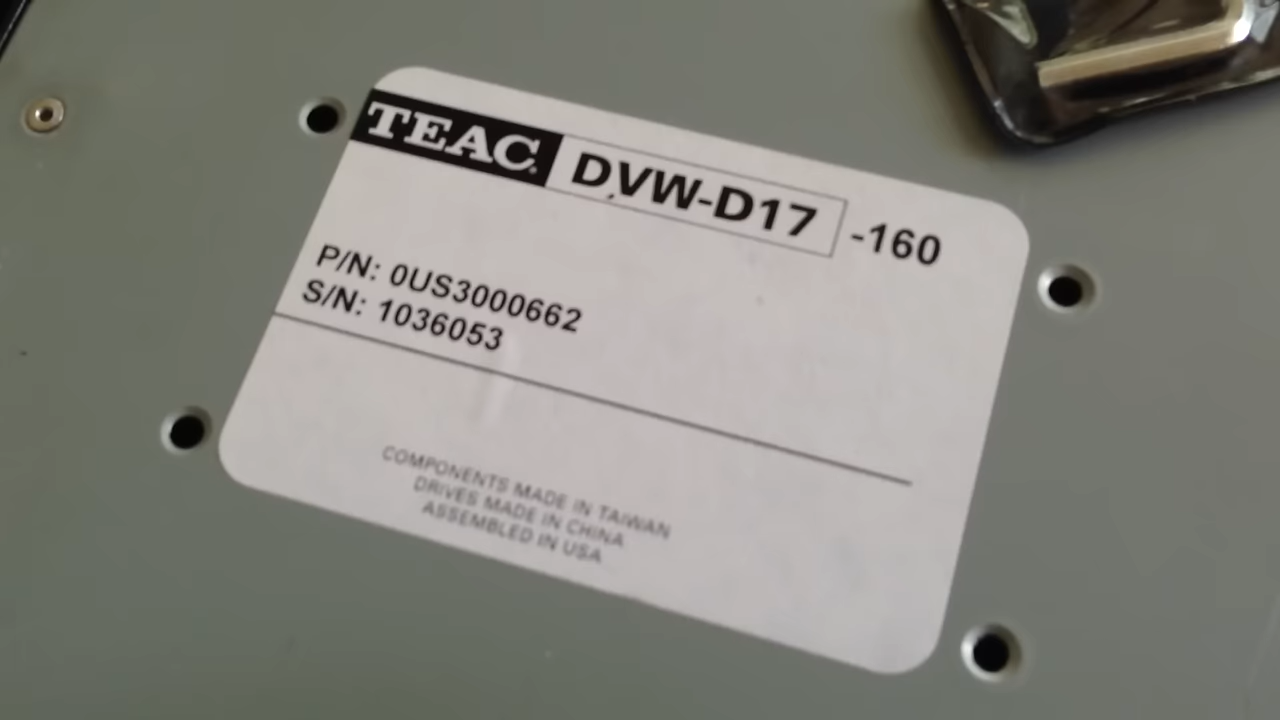 TEAC DVW-D17 -160
P/N: 0US3000662
S/N: 1036053
COMPONENTS MADE IN TAIWAN
DRIVES MADE IN CHINA
ASSEMBLED IN USA